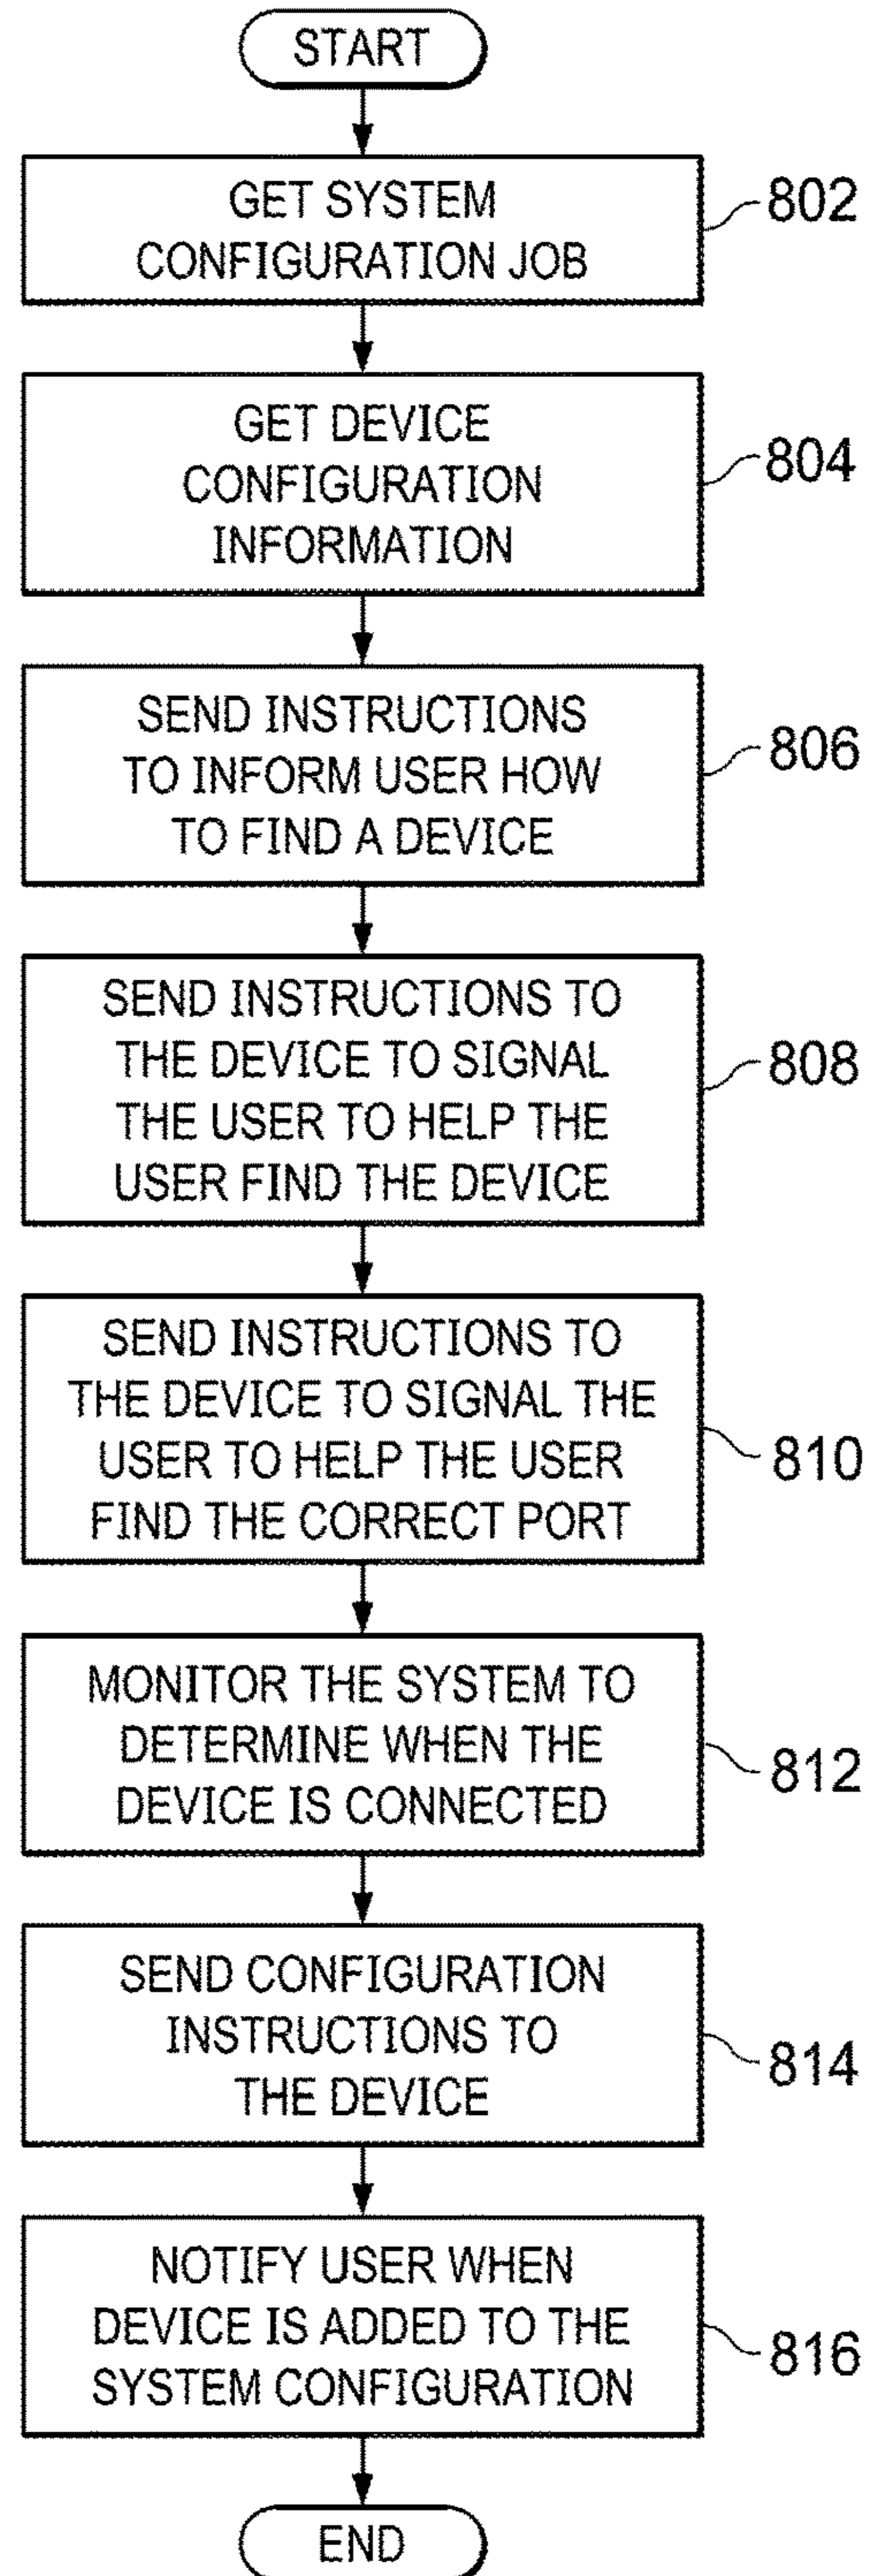 START
GET SYSTEM
CONFIGURATION JOB
802
GET DEVICE
CONFIGURATION
INFORMATION
804
SEND INSTRUCTIONS
TO INFORM USER HOW
TO FIND A DEVICE
806
SEND INSTRUCTIONS TO
THE DEVICE TO SIGNAL
THE USER TO HELP THE
USER FIND THE DEVICE
808
SEND INSTRUCTIONS TO
THE DEVICE TO SIGNAL THE
USER TO HELP THE USER
FIND THE CORRECT PORT
810
MONITOR THE SYSTEM TO
DETERMINE WHEN THE
DEVICE IS CONNECTED
812
SEND CONFIGURATION
INSTRUCTIONS TO
THE DEVICE
814
NOTIFY USER WHEN
DEVICE IS ADDED TO THE
SYSTEM CONFIGURATION
816
END